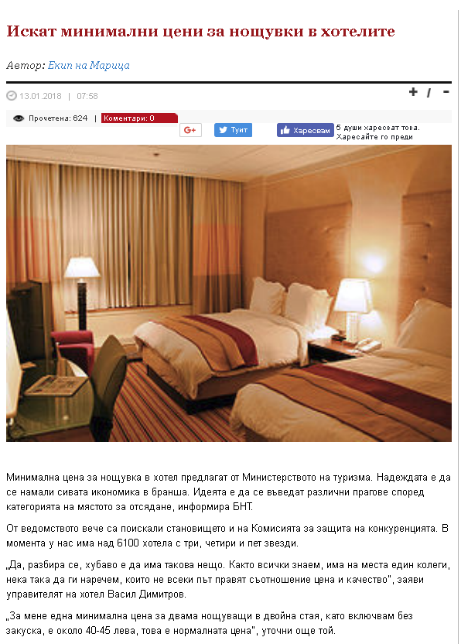 Искат минимални цени за нощувки в хотелите
Автор: Екип на Марица
13.01.2018 | 07:58
+ / -
Прочетена: 624 | Коментари: 0
G+ Туит Харесвам 5 души харесват това.
Харесайте го преди
Минимална цена за нощувка в хотел предлагат от Министерството на туризма. Надеждата е да
се намали сивата икономика в бранша. Идеята е да се въведат различни прагове според
категорията на мястото за отсядане, информира БНТ.
От ведомството вече са поискали становището и на Комисията за защита на конкуренцията. В
момента у нас има над 6100 хотела с три, четири и пет звезди.
„Да, разбира се, хубаво е да има такова нещо. Както всички знаем, има на места едни колеги,
нека така да ги наречем, които не всеки път правят съотношение цена и качество", заяви
управителят на хотел Васил Димитров.
„За мене една минимална цена за двама нощуващи в двойна стая, като включвам без
закуска, е около 40-45 лева, това е нормалната цена", уточни още той.